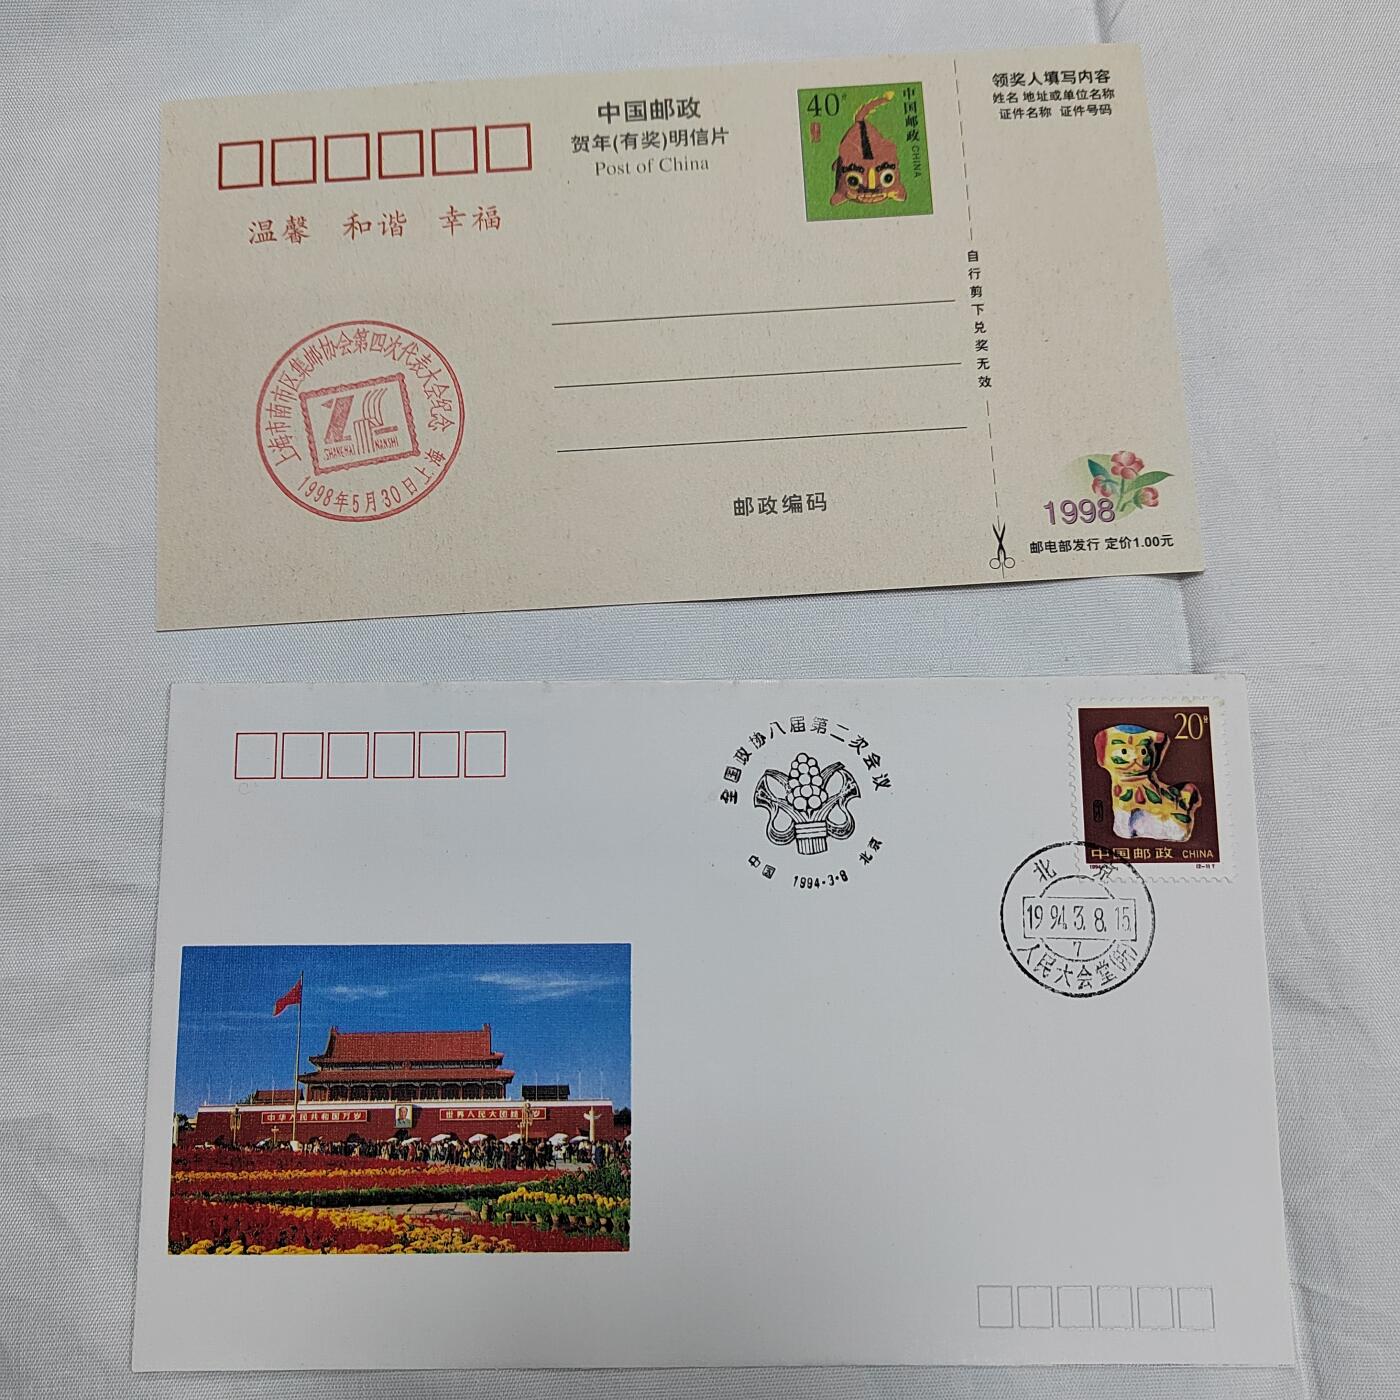 中国邮政
贺年(有奖)明信片
Post of China
40分
中国邮政 CHINA
领奖人填写内容
姓名 地址或单位名称
证件名称 证件号码
温馨 和谐 幸福
自行剪下兑奖无效
上海市南市区集邮协会第四次代表大会纪念
SHANGHAI NANSHI
1998年5月30日上海
邮政编码
1998
邮电部发行 定价1.00元
全国政协八届第二次会议
中国 1994·3·8 北京
20分
中国邮政 CHINA
北京
1994.3.8.15
7
人民大会堂
中华人民共和国万岁
世界人民大团结万岁